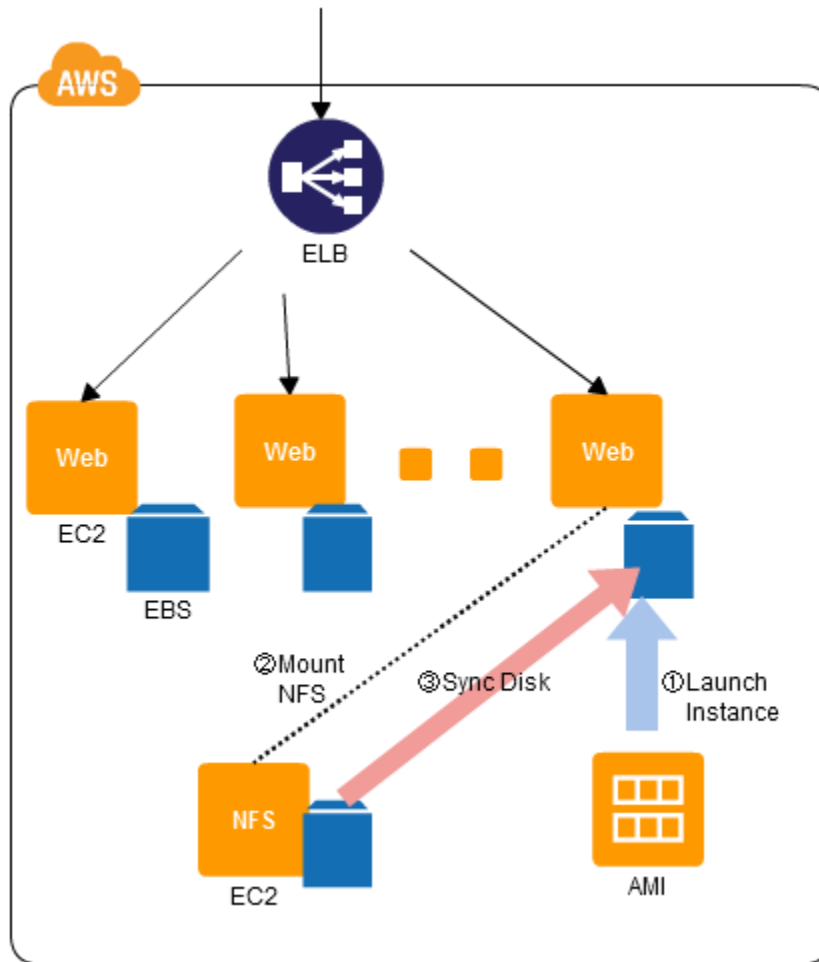 AWS
ELB
Web
Web
Web
EC2
EBS
②Mount
NFS
③Sync Disk
①Launch
Instance
NFS
EC2
AMI